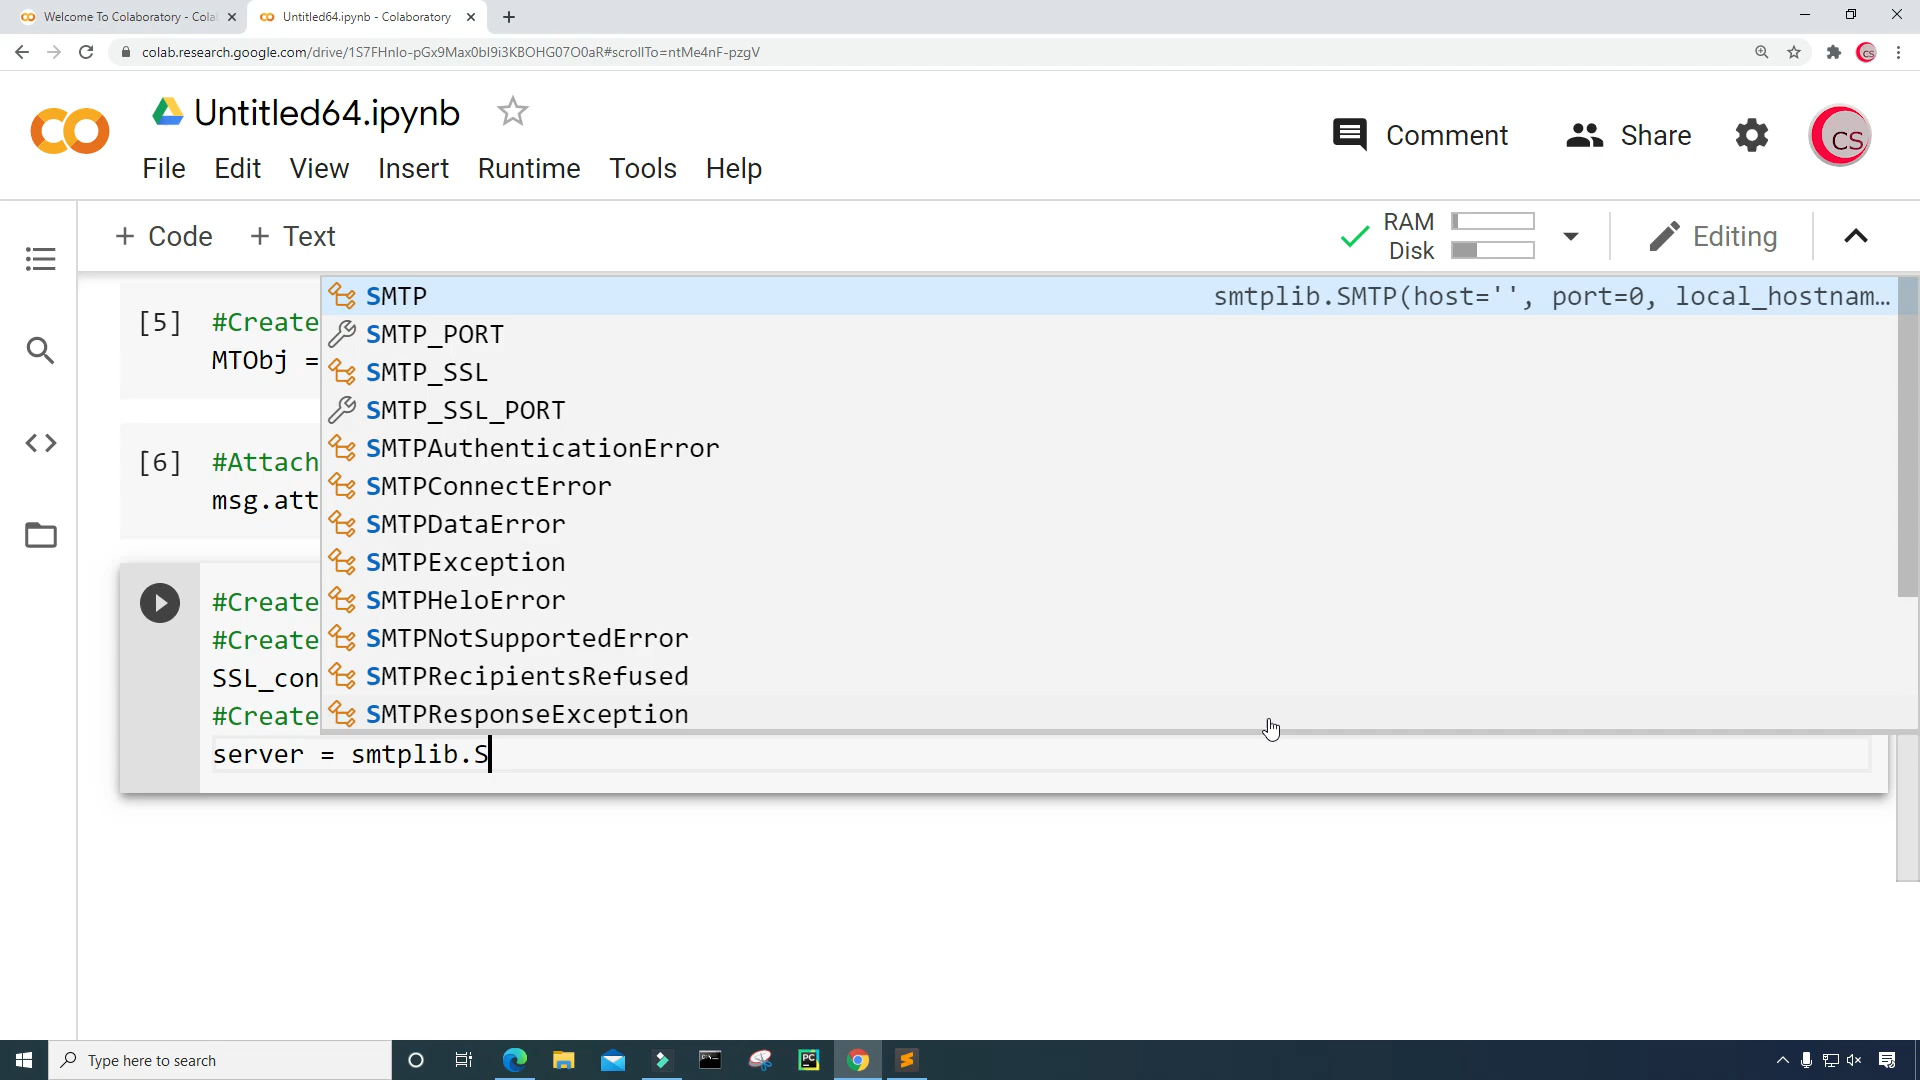 Welcome To Colaboratory - Cola
Untitled64.ipynb - Colaboratory
colab.research.google.com/drive/1S7FHnIo-pGx9Max0bI9i3KBOHG07O0aR#scrollTo=ntMe4nF-pzgV
CS
Untitled64.ipynb
Comment
Share
CS
File Edit View Insert Runtime Tools Help
+ Code + Text
RAM
Disk
Editing
SMTP smtplib.SMTP(host='', port=0, local_hostnam…
[5] #Create
SMTP_PORT
MTObj =
SMTP_SSL
SMTP_SSL_PORT
SMTPAuthenticationError
[6] #Attach
SMTPConnectError
msg.att
SMTPDataError
SMTPException
SMTPHeloError
#Create
SMTPNotSupportedError
#Create
SMTPRecipientsRefused
SSL_con
SMTPResponseException
#Create
server = smtplib.S
Type here to search
PC